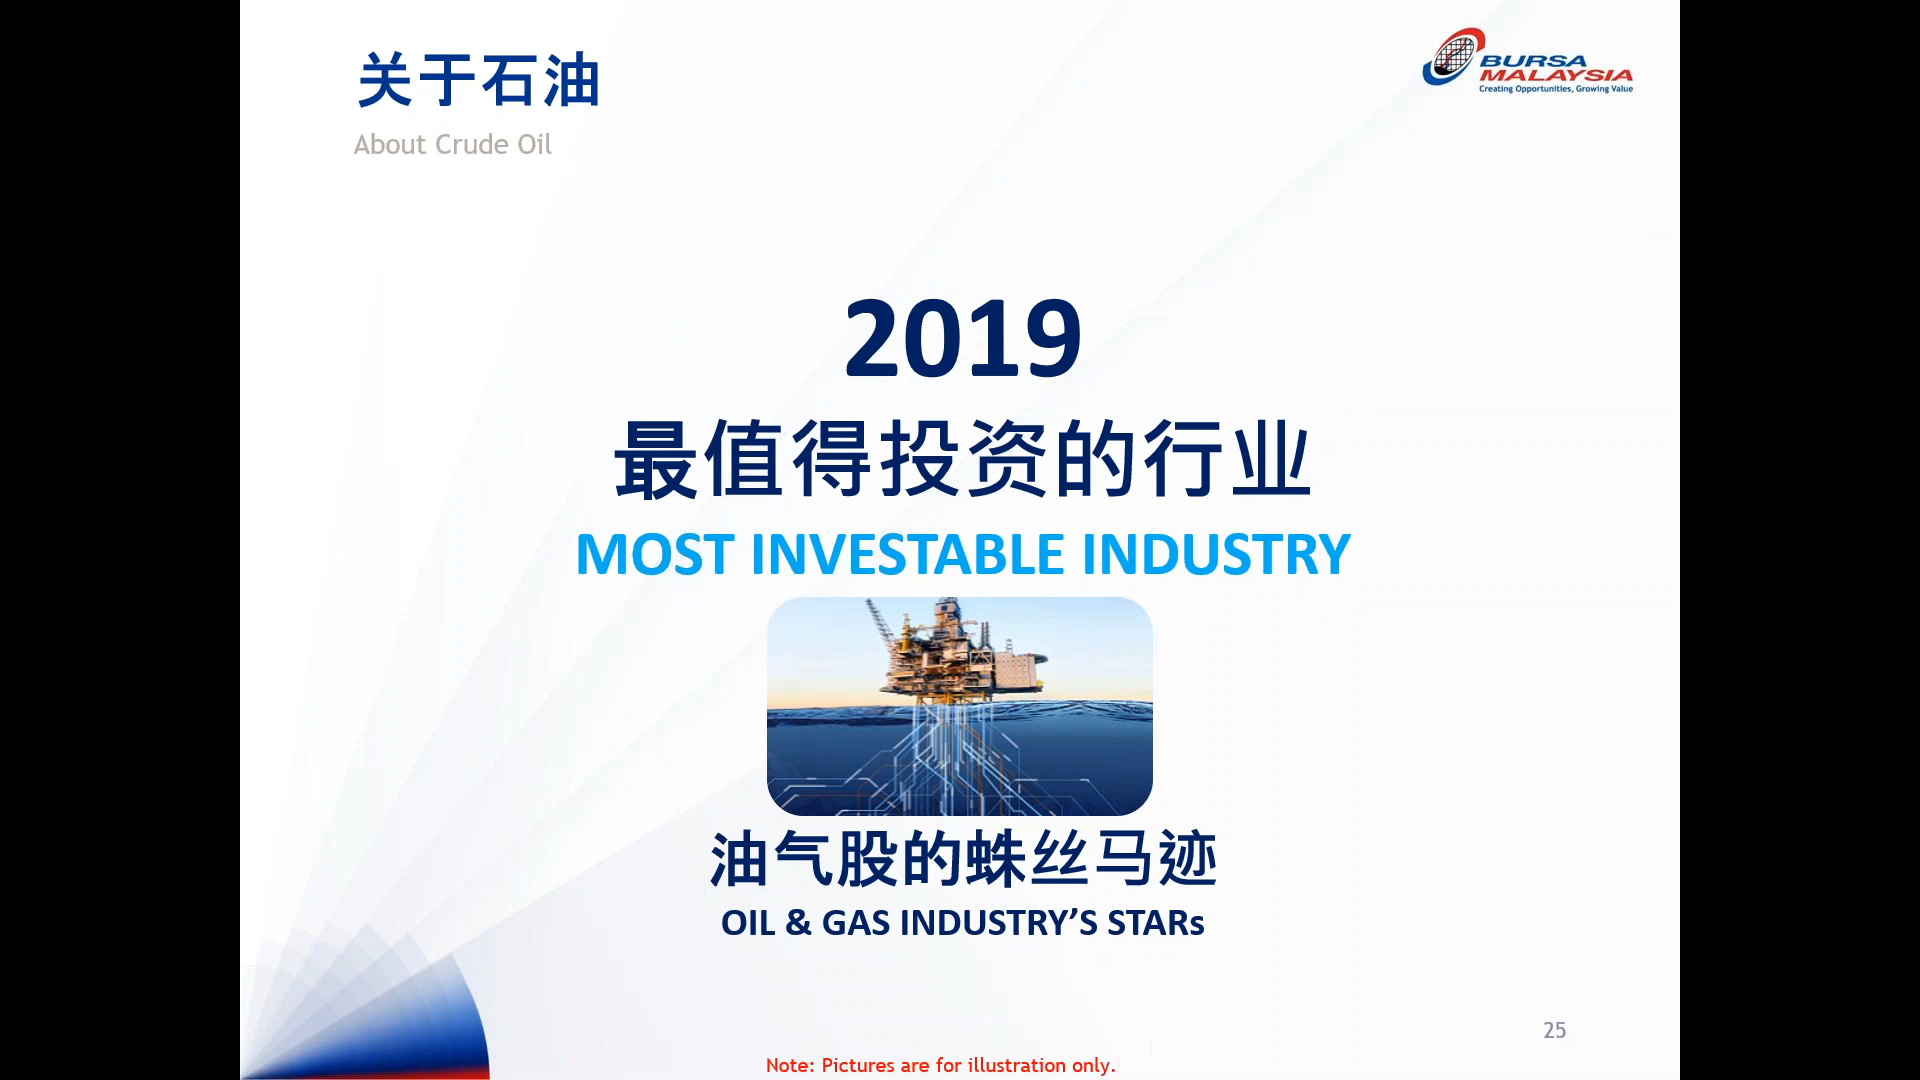 关于石油
About Crude Oil
BURSA
MALAYSIA
Creating Opportunities, Growing Value
2019
最值得投资的行业
MOST INVESTABLE INDUSTRY
油气股的蛛丝马迹
OIL & GAS INDUSTRY’S STARs
25
Note: Pictures are for illustration only.